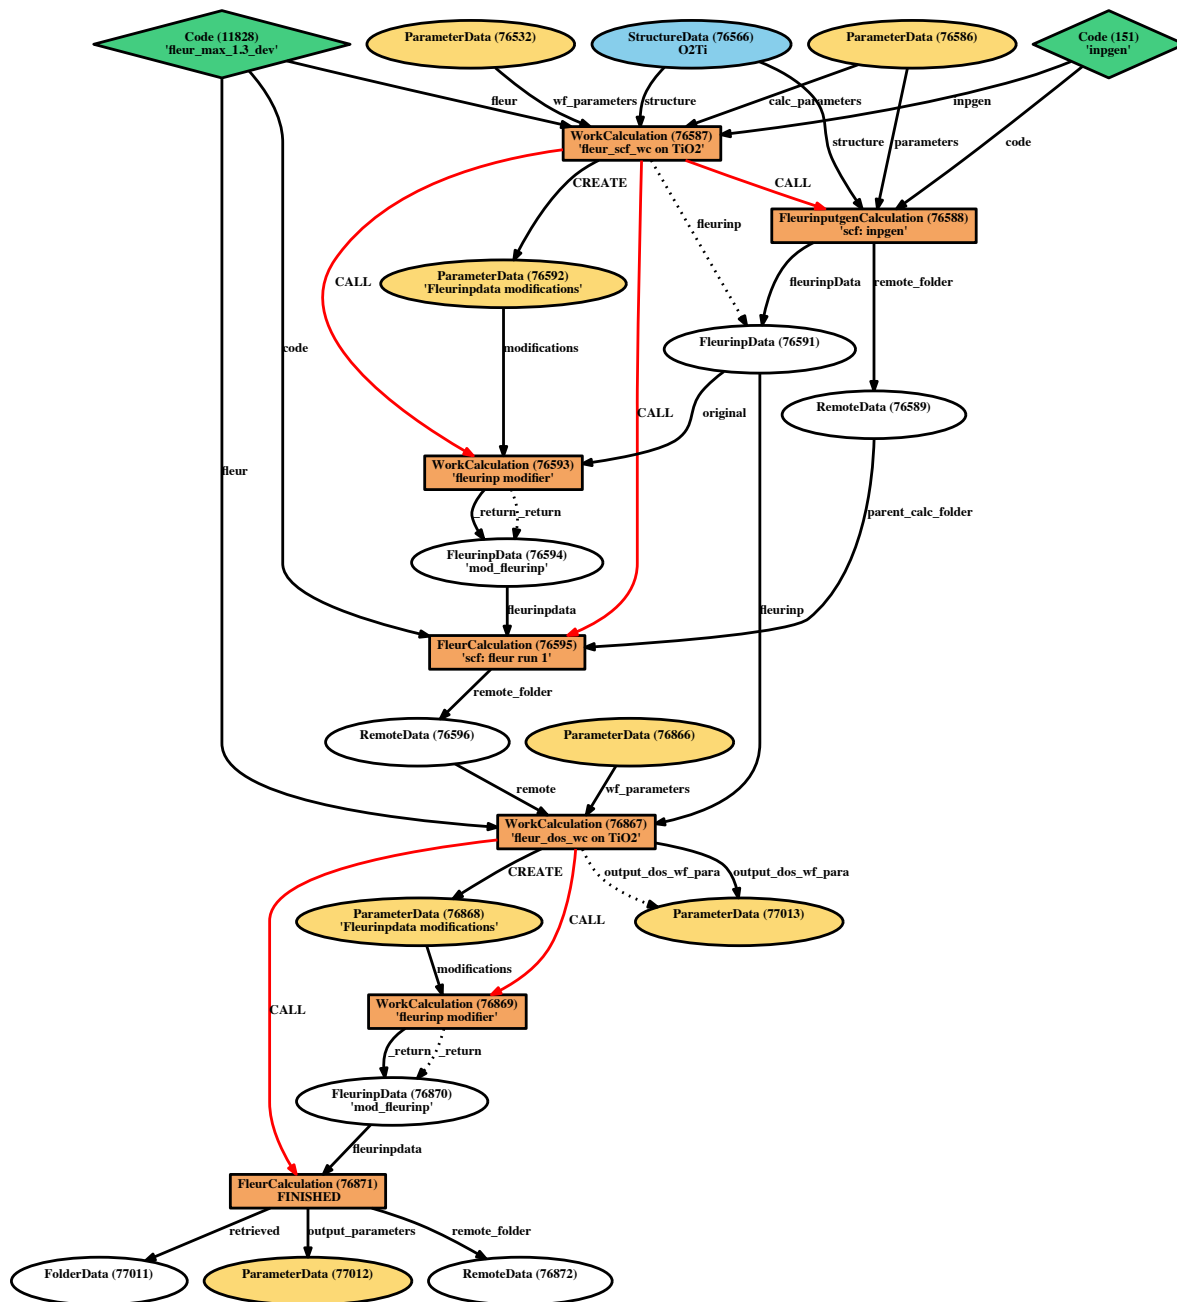 Code (11828)
'fleur_max_1.3_dev'
ParameterData (76532)
StructureData (76566)
O2Ti
ParameterData (76586)
Code (151)
'inpgen'
fleur
wf_parameters
structure
calc_parameters
inpgen
WorkCalculation (76587)
'fleur_scf_wc on TiO2'
structure
parameters
code
CREATE
CALL
FleurinputgenCalculation (76588)
'scf: inpgen'
fleurinp
ParameterData (76592)
'Fleurinpdata modifications'
CALL
fleurinpData
remote_folder
code
modifications
FleurinpData (76591)
RemoteData (76589)
CALL
original
fleur
WorkCalculation (76593)
'fleurinp modifier'
_return
_return
parent_calc_folder
FleurinpData (76594)
'mod_fleurinp'
fleurinpdata
fleurinp
FleurCalculation (76595)
'scf: fleur run 1'
remote_folder
RemoteData (76596)
ParameterData (76866)
remote
wf_parameters
WorkCalculation (76867)
'fleur_dos_wc on TiO2'
CREATE
output_dos_wf_para
output_dos_wf_para
ParameterData (76868)
'Fleurinpdata modifications'
CALL
ParameterData (77013)
modifications
CALL
WorkCalculation (76869)
'fleurinp modifier'
_return
_return
FleurinpData (76870)
'mod_fleurinp'
fleurinpdata
FleurCalculation (76871)
FINISHED
retrieved
output_parameters
remote_folder
FolderData (77011)
ParameterData (77012)
RemoteData (76872)